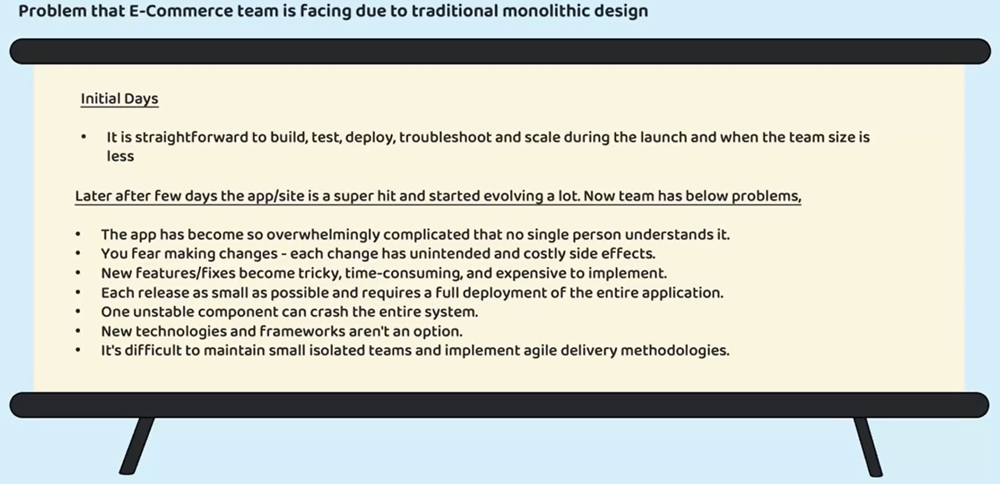 Problem that E-Commerce team is facing due to traditional monolithic design
Initial Days
• It is straightforward to build, test, deploy, troubleshoot and scale during the launch and when the team size is
less
Later after few days the app/site is a super hit and started evolving a lot. Now team has below problems,
• The app has become so overwhelmingly complicated that no single person understands it.
• You fear making changes - each change has unintended and costly side effects.
• New features/fixes become tricky, time-consuming, and expensive to implement.
• Each release as small as possible and requires a full deployment of the entire application.
• One unstable component can crash the entire system.
• New technologies and frameworks aren't an option.
• It's difficult to maintain small isolated teams and implement agile delivery methodologies.